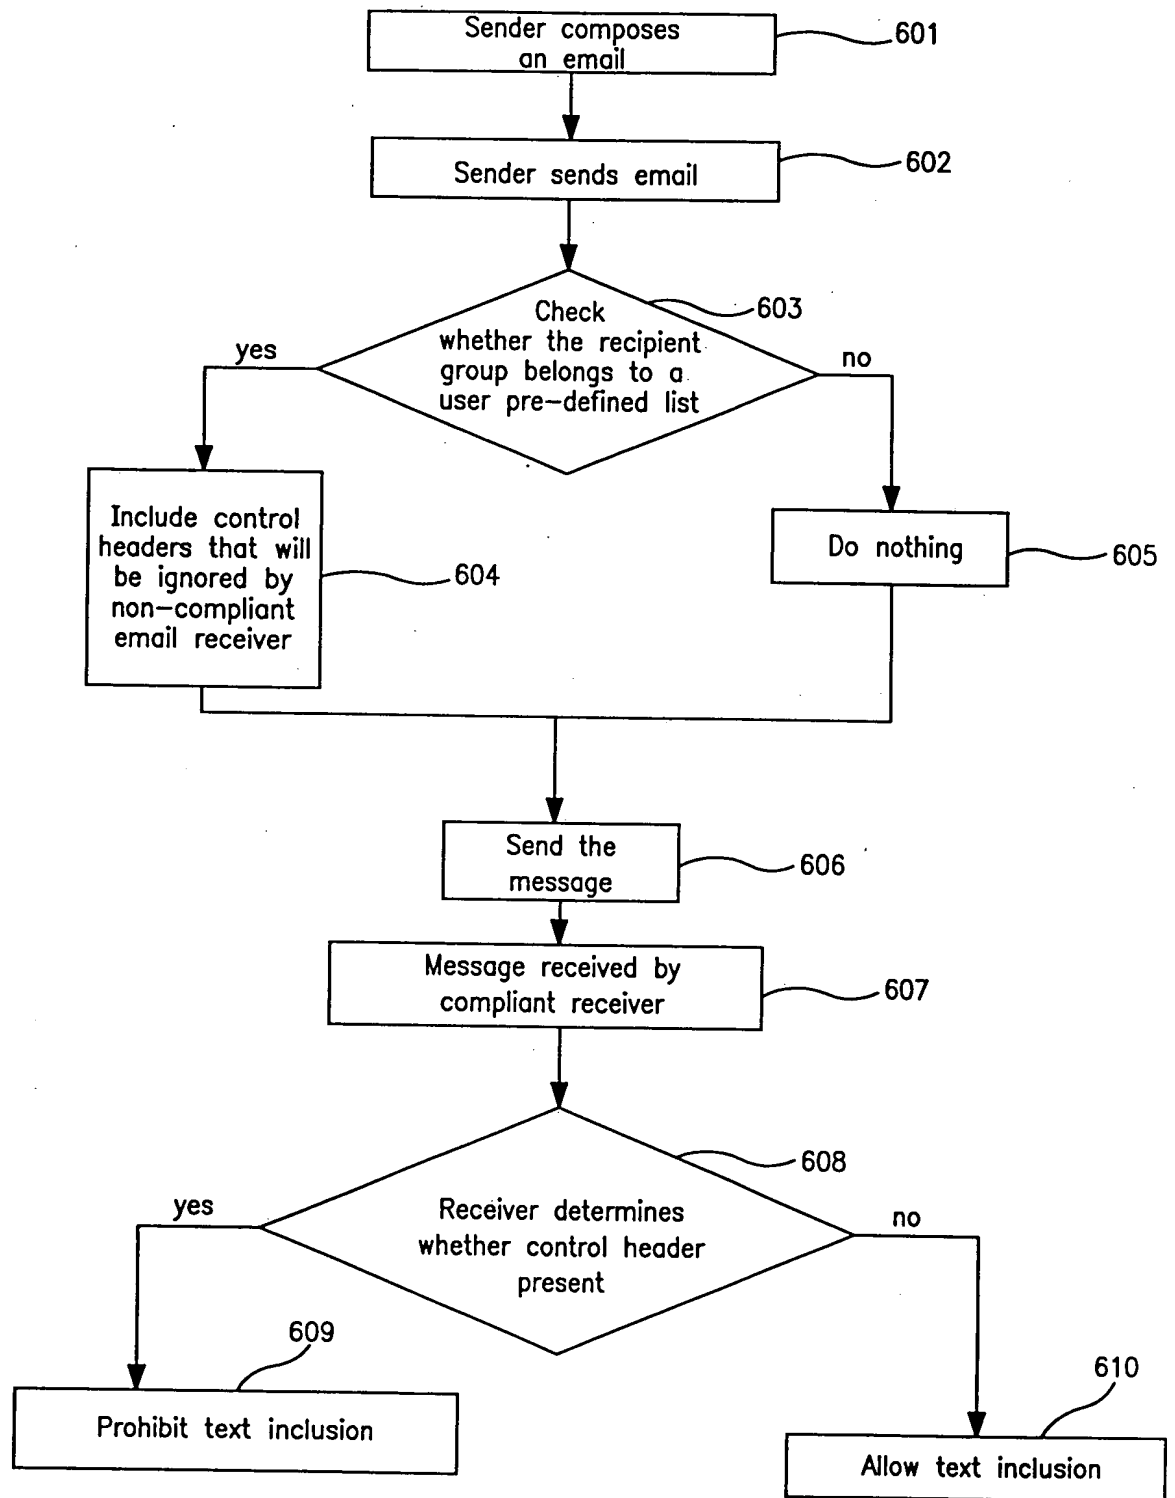 Sender composes
an email
601
Sender sends email
602
Check
whether the recipient
group belongs to a
user pre-defined list
603
yes
no
Include control
headers that will
be ignored by
non-compliant
email receiver
604
Do nothing
605
Send the
message
606
Message received by
compliant receiver
607
608
yes
Receiver determines
whether control header
present
no
609
Prohibit text inclusion
610
Allow text inclusion